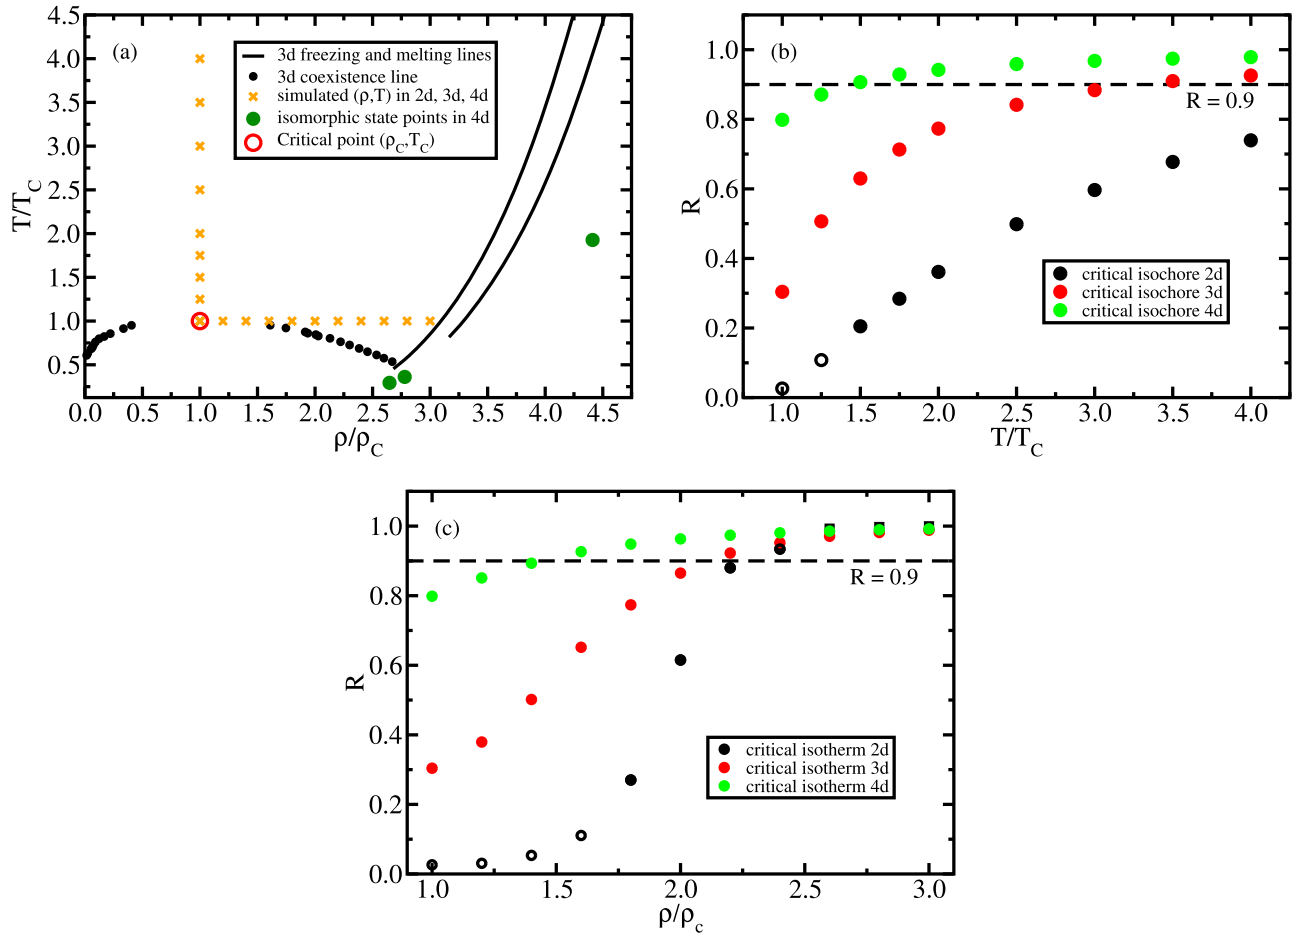 (a)
3d freezing and melting lines
3d coexistence line
simulated (ρ,T) in 2d, 3d, 4d
isomorphic state points in 4d
Critical point (ρ_C,T_C)
4.5
4.0
3.5
3.0
2.5
2.0
1.5
1.0
0.5
T/T_C
0.0 0.5 1.0 1.5 2.0 2.5 3.0 3.5 4.0 4.5
ρ/ρ_C
(b)
1.0
0.8
0.6
0.4
0.2
0.0
R
R = 0.9
critical isochore 2d
critical isochore 3d
critical isochore 4d
1.0 1.5 2.0 2.5 3.0 3.5 4.0
T/T_C
(c)
1.0
0.8
0.6
0.4
0.2
0.0
R
R = 0.9
critical isotherm 2d
critical isotherm 3d
critical isotherm 4d
1.0 1.5 2.0 2.5 3.0
ρ/ρ_c